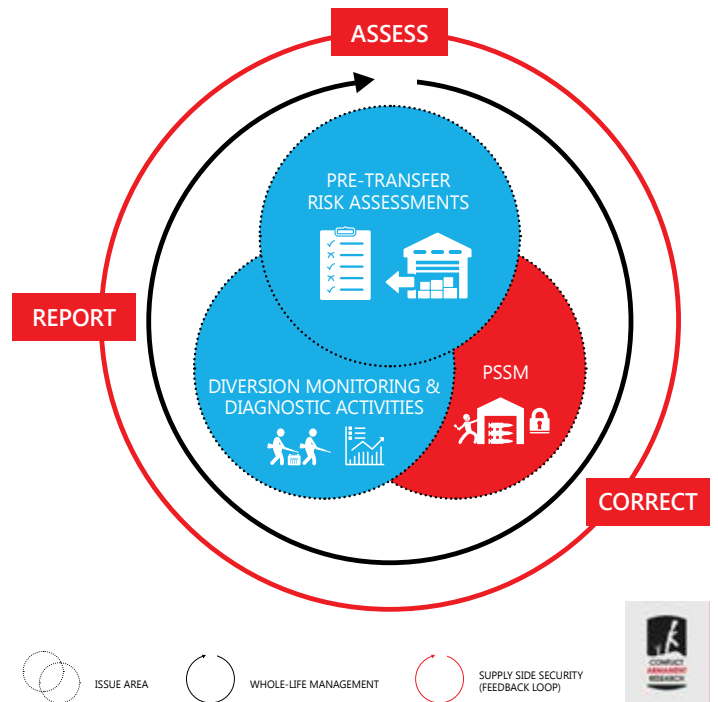 ASSESS
PRE-TRANSFER
RISK ASSESSMENTS
REPORT
DIVERSION MONITORING &
DIAGNOSTIC ACTIVITIES
PSSM
CORRECT
ISSUE AREA
WHOLE-LIFE MANAGEMENT
SUPPLY SIDE SECURITY
(FEEDBACK LOOP)
CONFLICT
ARMAMENT
RESEARCH